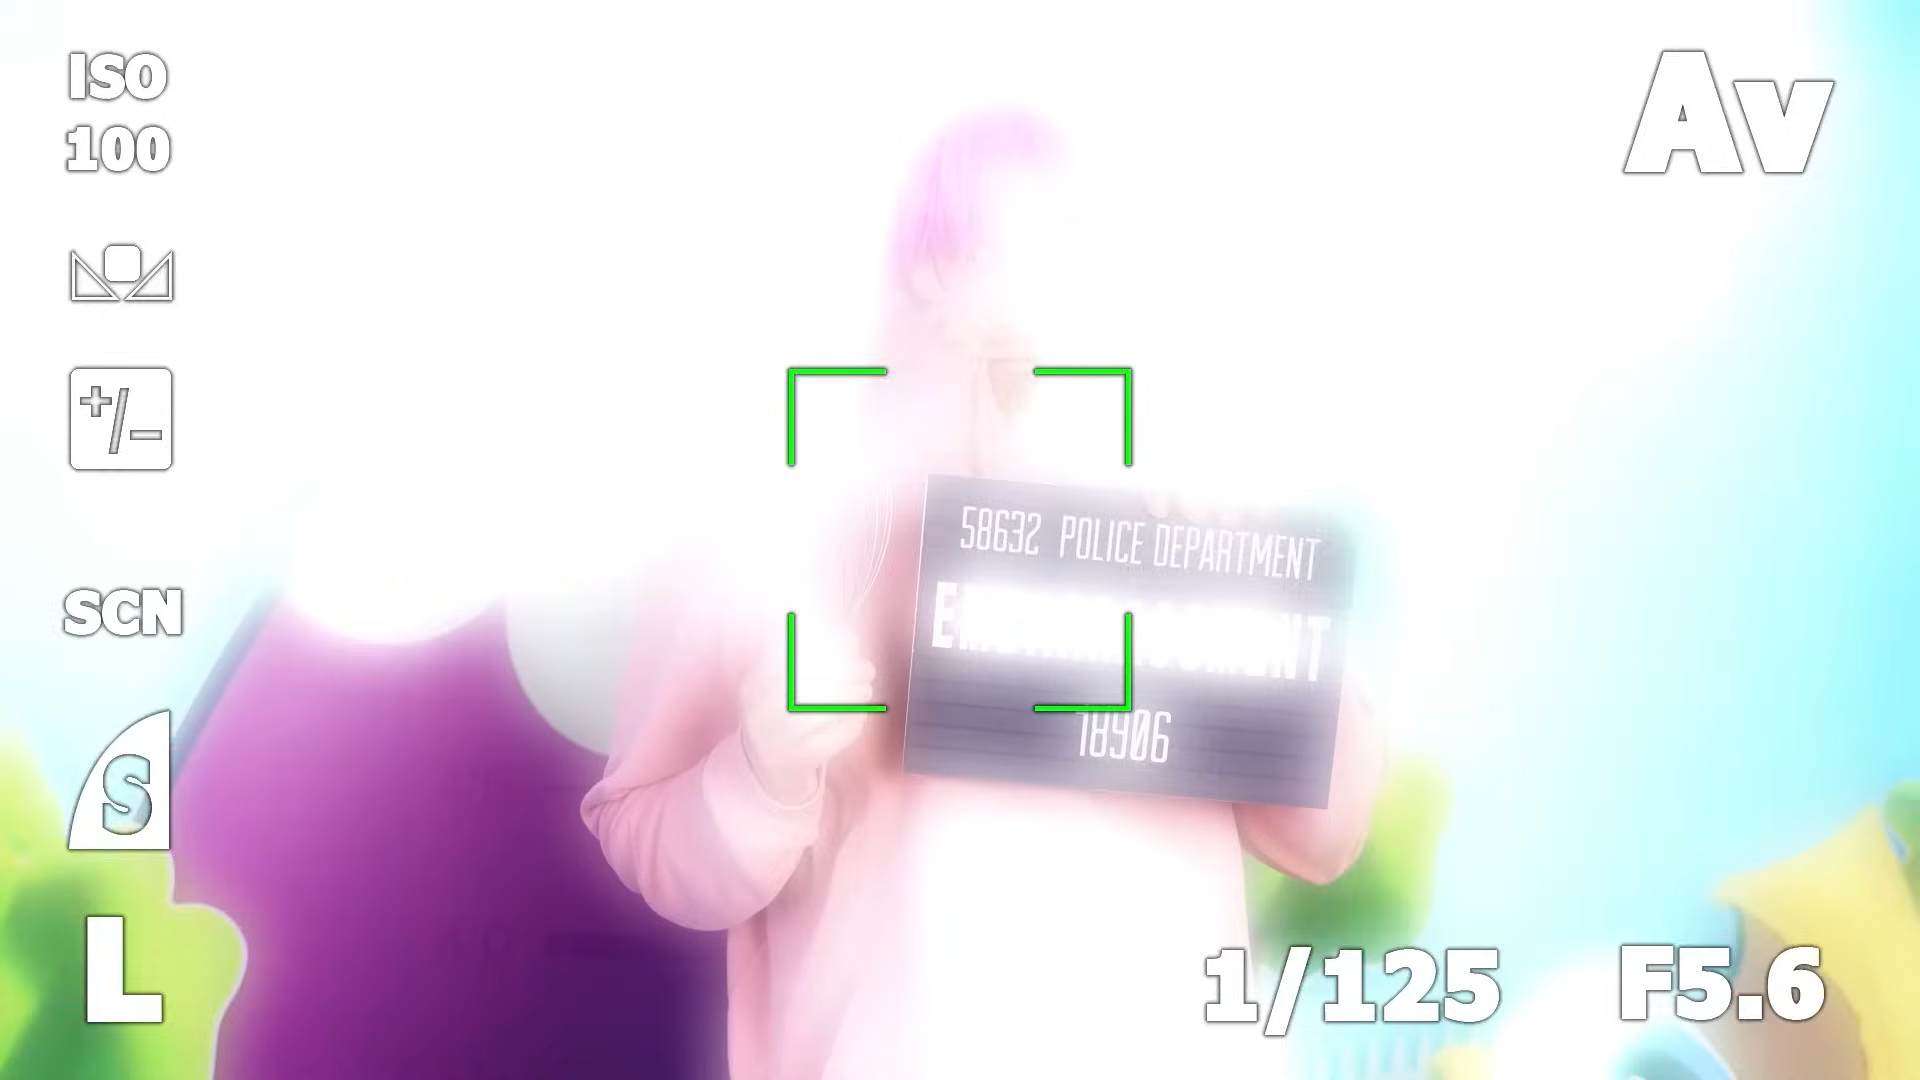 ISO
100
Av
+/-
58632 POLICE DEPARTMENT
18906
SCN
S
L
1/125 F5.6